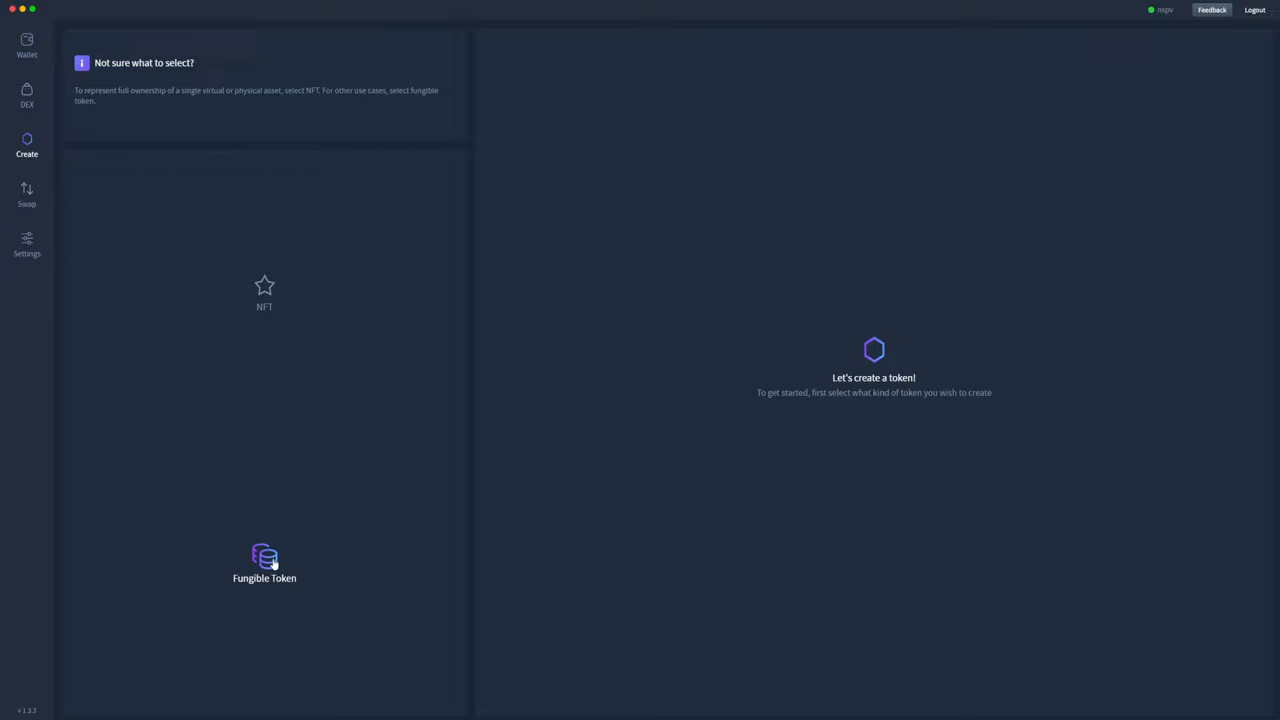 nspv
Feedback
Logout
Wallet
DEX
Create
Swap
Settings
v 1.3.3
i
Not sure what to select?
To represent full ownership of a single virtual or physical asset, select NFT. For other use cases, select fungible
token.
NFT
Fungible Token
Let's create a token!
To get started, first select what kind of token you wish to create